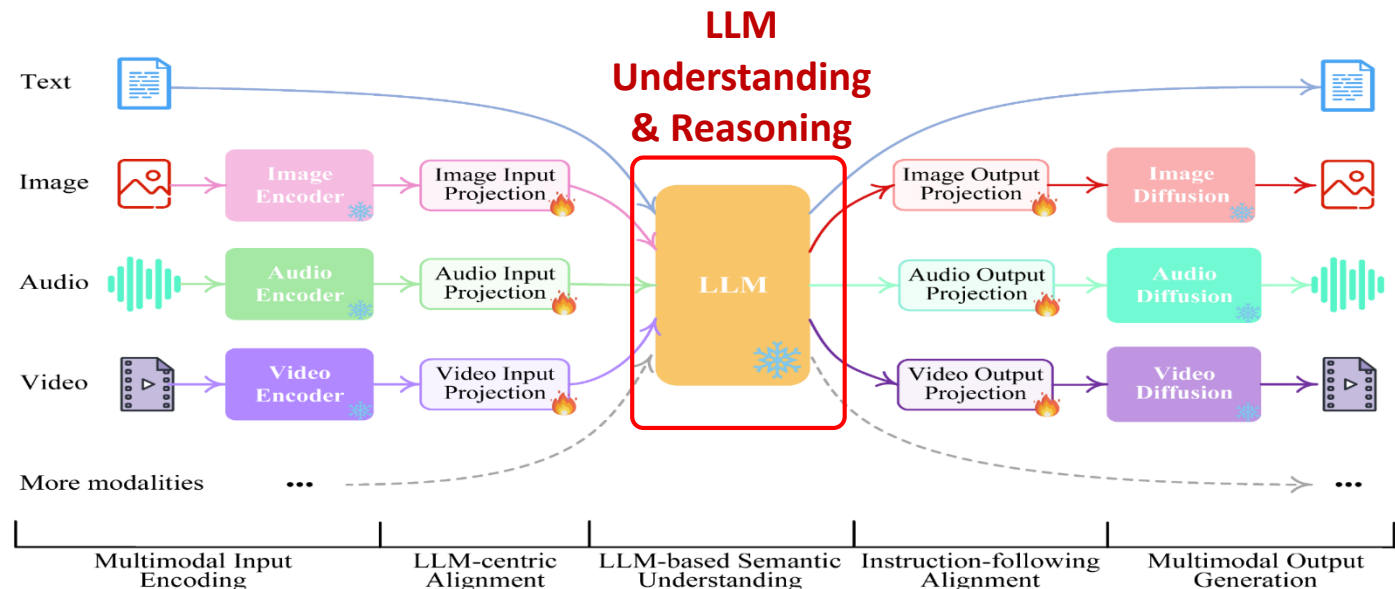 LLM
Understanding
& Reasoning
Text
Image
Image
Encoder
Image Input
Projection
Image Output
Projection
Image
Diffusion
Audio
Audio
Encoder
Audio Input
Projection
LLM
Audio Output
Projection
Audio
Diffusion
Video
Video
Encoder
Video Input
Projection
Video Output
Projection
Video
Diffusion
More modalities
...
...
Multimodal Input
Encoding
LLM-centric
Alignment
LLM-based Semantic
Understanding
Instruction-following
Alignment
Multimodal Output
Generation